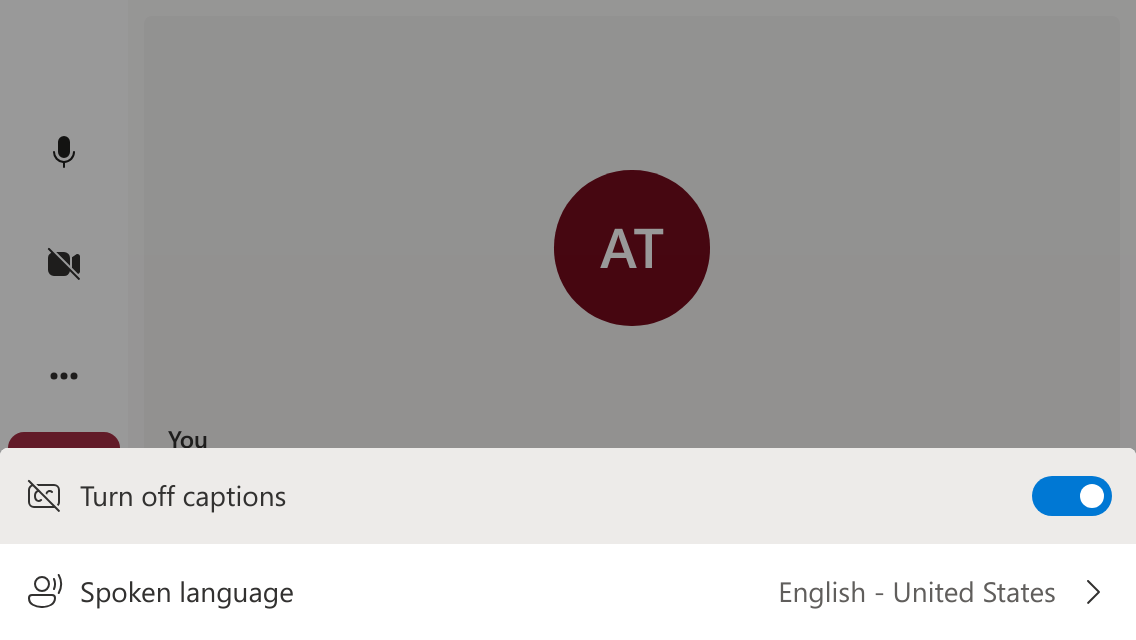 AT
You
Turn off captions
Spoken language
English - United States